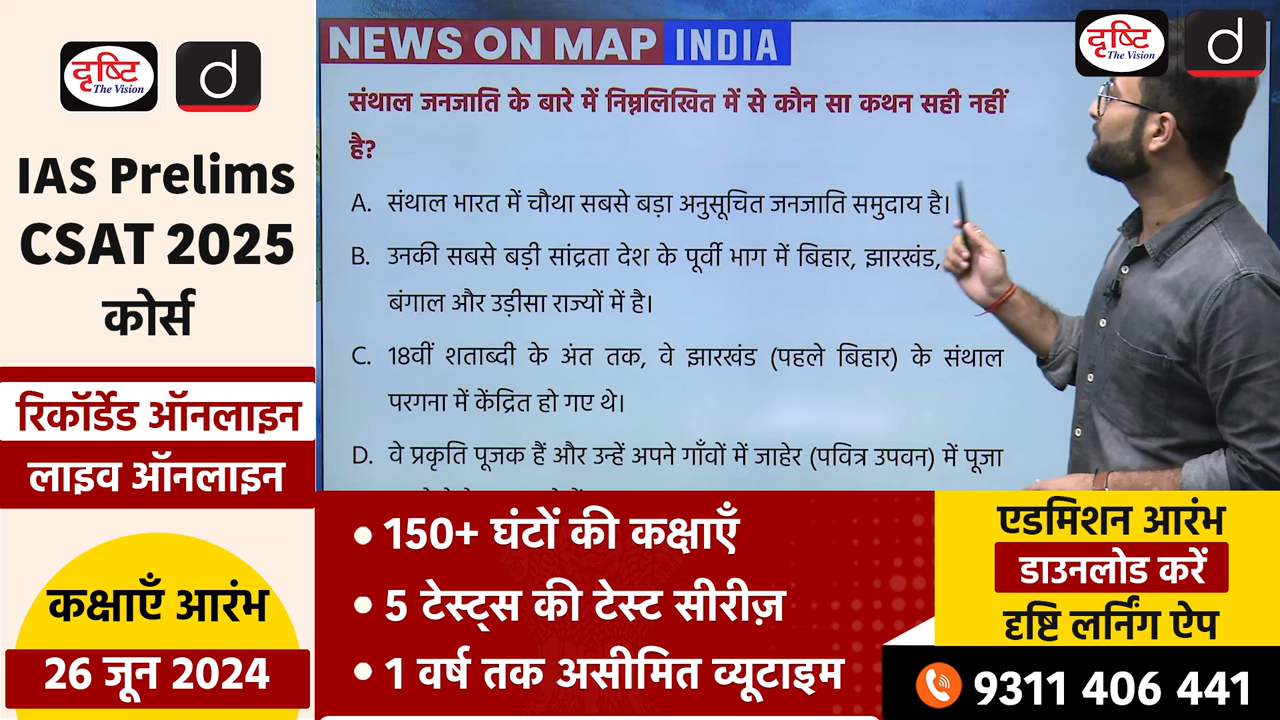 दृष्टि
The Vision
d
IAS Prelims
CSAT 2025
कोर्स
रिकॉर्डेड ऑनलाइन
लाइव ऑनलाइन
कक्षाएँ आरंभ
26 जून 2024
NEWS ON MAP INDIA
दृष्टि
The Vision
d
संथाल जनजाति के बारे में निम्नलिखित में से कौन सा कथन सही नहीं
है?
A. संथाल भारत में चौथा सबसे बड़ा अनुसूचित जनजाति समुदाय है।
B. उनकी सबसे बड़ी सांद्रता देश के पूर्वी भाग में बिहार, झारखंड,
बंगाल और उड़ीसा राज्यों में है।
C. 18वीं शताब्दी के अंत तक, वे झारखंड (पहले बिहार) के संथाल
परगना में केंद्रित हो गए थे।
D. वे प्रकृति पूजक हैं और उन्हें अपने गाँवों में जाहेर (पवित्र उपवन) में पूजा
• 150+ घंटों की कक्षाएँ
• 5 टेस्ट्स की टेस्ट सीरीज़
• 1 वर्ष तक असीमित व्यूटाइम
एडमिशन आरंभ
डाउनलोड करें
दृष्टि लर्निंग ऐप
9311 406 441